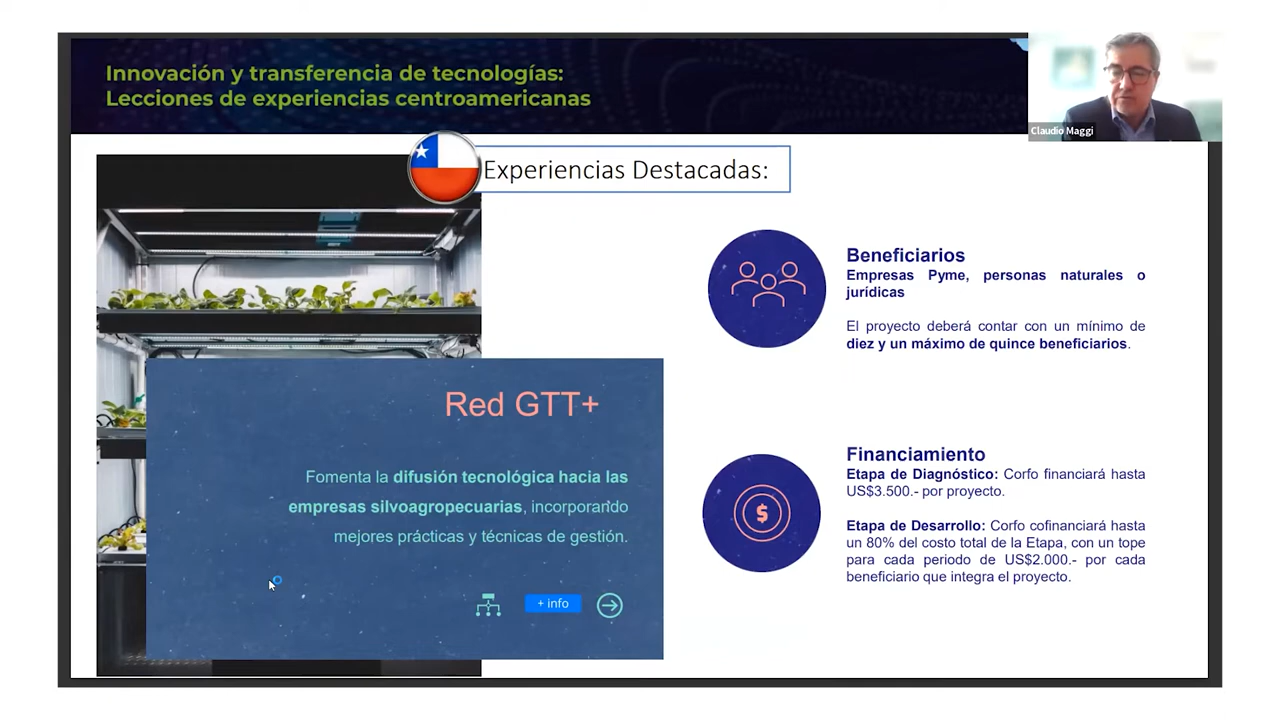 Innovación y transferencia de tecnologías:
Lecciones de experiencias centroamericanas
Claudio Maggi
Experiencias Destacadas:
Beneficiarios
Empresas Pyme, personas naturales o
jurídicas
El proyecto deberá contar con un mínimo de
diez y un máximo de quince beneficiarios.
Red GTT+
Fomenta la difusión tecnológica hacia las
empresas silvoagropecuarias, incorporando
mejores prácticas y técnicas de gestión.
+ info
Financiamiento
Etapa de Diagnóstico: Corfo financiará hasta
US$3.500.- por proyecto.
Etapa de Desarrollo: Corfo cofinanciará hasta
un 80% del costo total de la Etapa, con un tope
para cada periodo de US$2.000.- por cada
beneficiario que integra el proyecto.
$